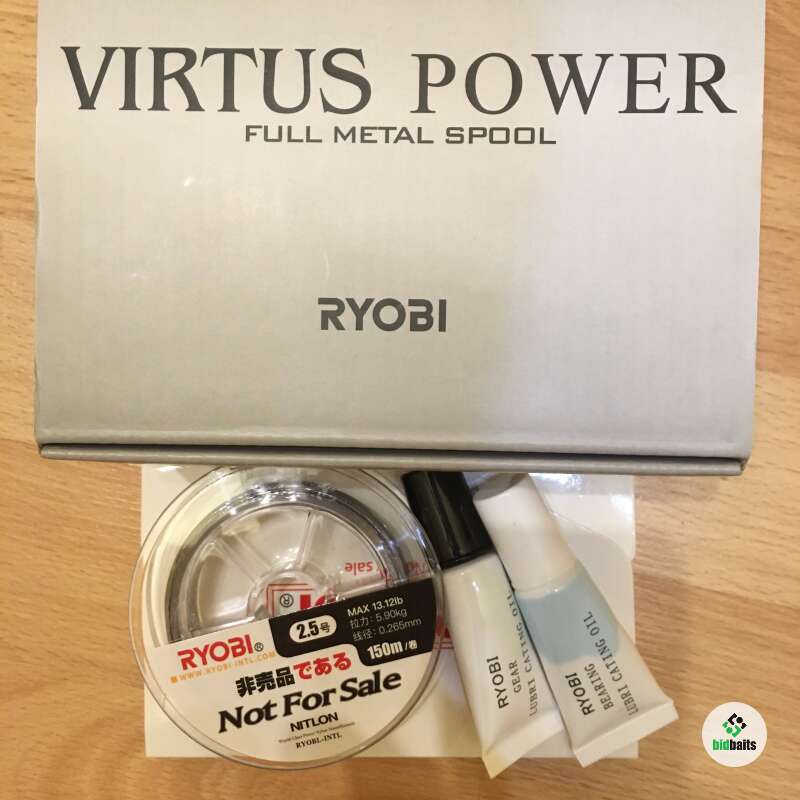 VIRTUS POWER
FULL METAL SPOOL
RYOBI
sale
RYOBI®
WWW.RYOBI-INTL.COM
2.5号
MAX 13.12lb
拉力: 5.90kg
线径: 0.265mm
150m/卷
非売品である
Not For Sale
NITLON
RYOBI-INTL
RYOBI
GEAR
LUBRI CATING OIL
RYOBI
BEARING
LUBRI CATING OIL
bidbaits